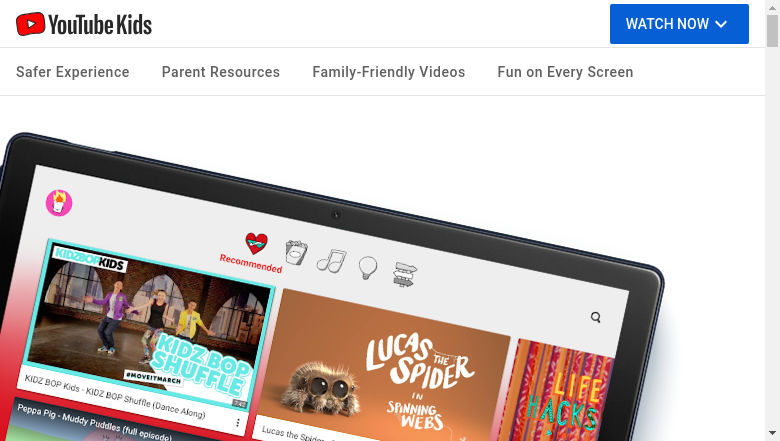 YouTube Kids
WATCH NOW
Safer Experience
Parent Resources
Family-Friendly Videos
Fun on Every Screen
Recommended
KIDZ BOP KIDS
KIDZ BOP
SHUFFLE
#MOVEITMARCH
2:43
KIDZ BOP Kids - KIDZ BOP Shuffle (Dance Along)
LUCAS
THE
SPIDER
IN
SPINNING
WEBS
Lucas the Spider
LIFE
HACKS
Peppa Pig - Muddy Puddles (full episode)